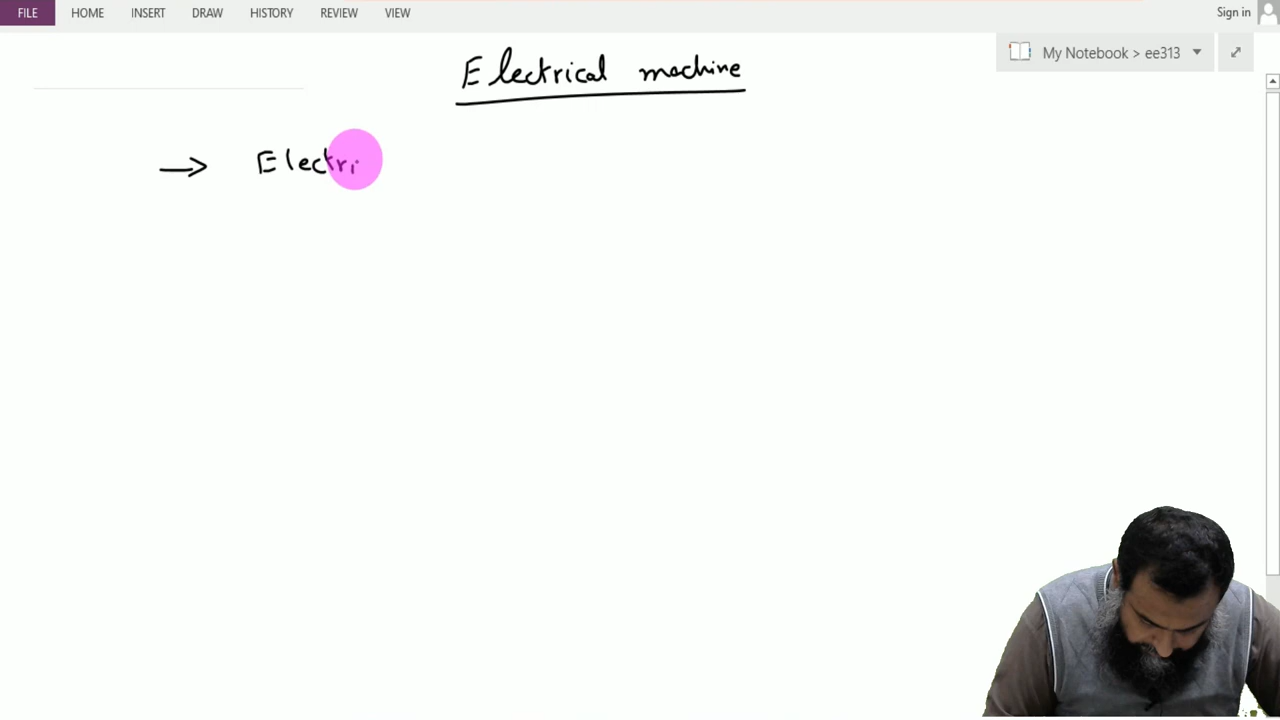 FILE HOME INSERT DRAW HISTORY REVIEW VIEW Sign in
My Notebook > ee313
Electrical machine
→ Electri